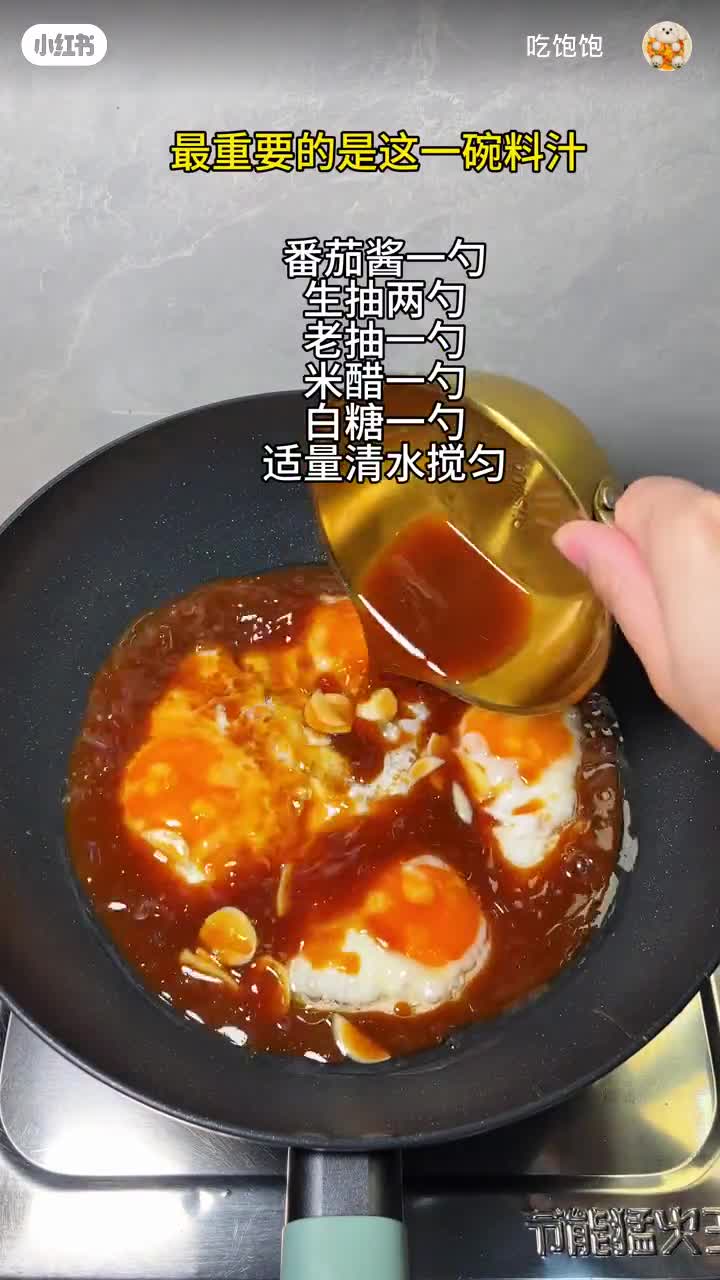 小红书
吃饱饱
最重要的是这一碗料汁
番茄酱一勺
生抽两勺
老抽一勺
米醋一勺
白糖一勺
适量清水搅匀
节能猛火王